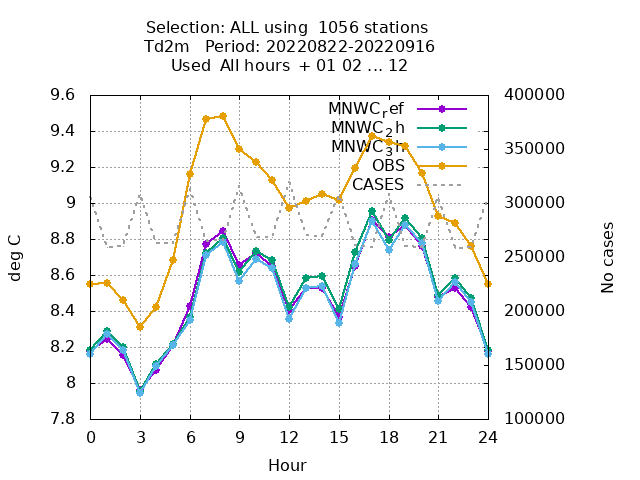 Selection: ALL using 1056 stations
Td2m Period: 20220822-20220916
Used All hours + 01 02 ... 12
9.6
9.4
9.2
9
8.8
8.6
8.4
8.2
8
7.8
deg C
400000
350000
300000
250000
200000
150000
100000
No cases
MNWC_ref
MNWC_2h
MNWC_3h
OBS
CASES
0 3 6 9 12 15 18 21 24
Hour